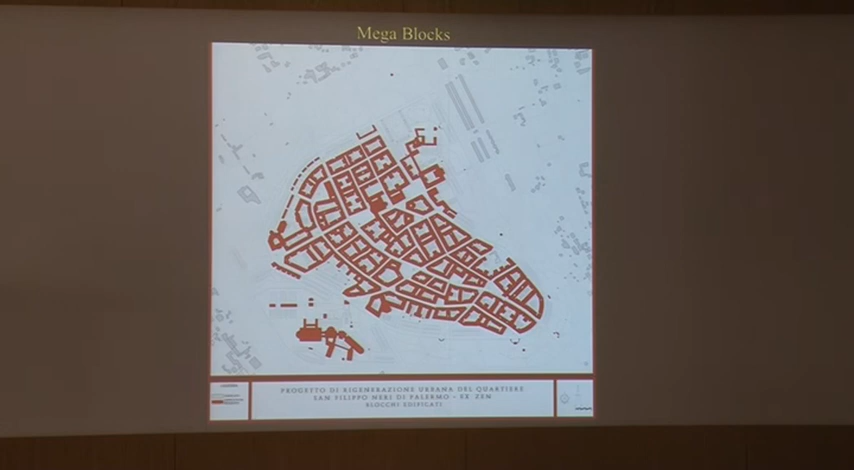 Mega Blocks
PROGETTO DI RIGENERAZIONE URBANA DEL QUARTIERE
SAN FILIPPO NERI DI PALERMO - EX ZEN
BLOCCHI EDIFICATI